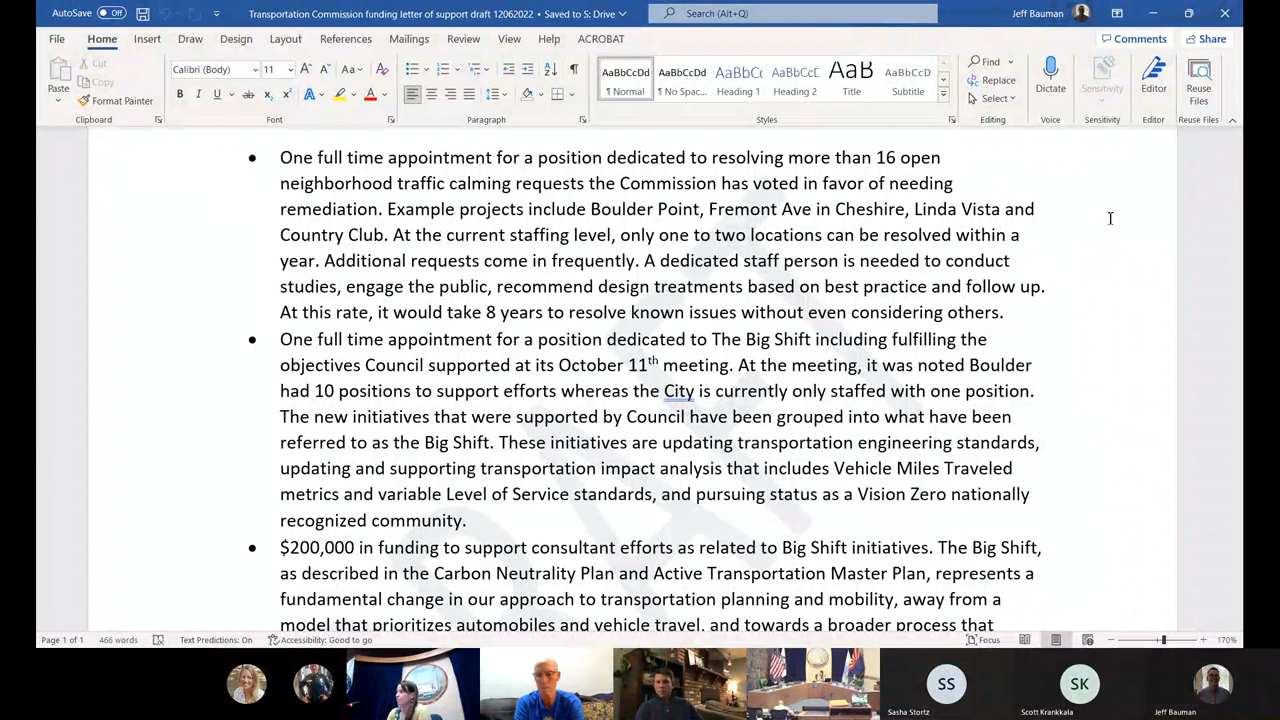 AutoSave Off Transportation Commission funding letter of support draft 12062022 • Saved to S: Drive Search (Alt+Q) Jeff Bauman
File Home Insert Draw Design Layout References Mailings Review View Help ACROBAT Comments Share
Paste Cut Copy Format Painter Clipboard
Calibri (Body) 11 Font
Paragraph
AaBbCcDd ¶ Normal AaBbCcDd ¶ No Spac... AaBbCc Heading 1 AaBbCcD Heading 2 AaB Title AaBbCcD Subtitle Styles
Find Replace Select Editing
Dictate Voice
Sensitivity Sensitivity
Editor Editor
Reuse Files Reuse Files
DRAFT
• One full time appointment for a position dedicated to resolving more than 16 open
neighborhood traffic calming requests the Commission has voted in favor of needing
remediation. Example projects include Boulder Point, Fremont Ave in Cheshire, Linda Vista and
Country Club. At the current staffing level, only one to two locations can be resolved within a
year. Additional requests come in frequently. A dedicated staff person is needed to conduct
studies, engage the public, recommend design treatments based on best practice and follow up.
At this rate, it would take 8 years to resolve known issues without even considering others.
• One full time appointment for a position dedicated to The Big Shift including fulfilling the
objectives Council supported at its October 11th meeting. At the meeting, it was noted Boulder
had 10 positions to support efforts whereas the City is currently only staffed with one position.
The new initiatives that were supported by Council have been grouped into what have been
referred to as the Big Shift. These initiatives are updating transportation engineering standards,
updating and supporting transportation impact analysis that includes Vehicle Miles Traveled
metrics and variable Level of Service standards, and pursuing status as a Vision Zero nationally
recognized community.
• $200,000 in funding to support consultant efforts as related to Big Shift initiatives. The Big Shift,
as described in the Carbon Neutrality Plan and Active Transportation Master Plan, represents a
fundamental change in our approach to transportation planning and mobility, away from a
model that prioritizes automobiles and vehicle travel, and towards a broader process that
Page 1 of 1 466 words Text Predictions: On Accessibility: Good to go Focus 170%
SS SK
Sasha Stortz Scott Krankkala Jeff Bauman